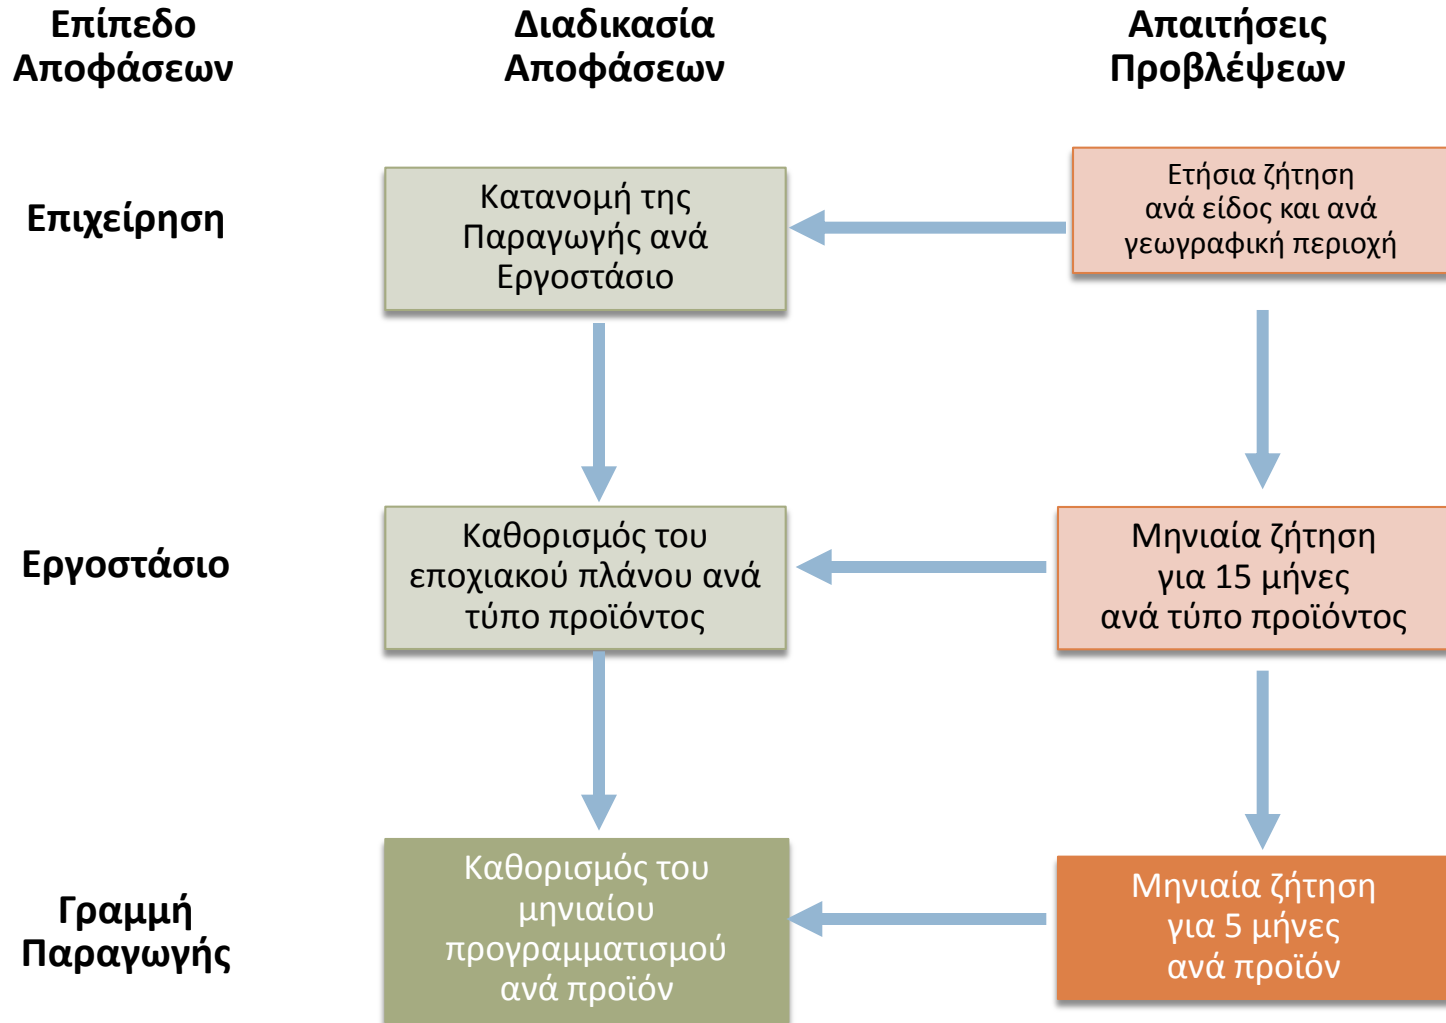 Επίπεδο
Αποφάσεων
Διαδικασία
Αποφάσεων
Απαιτήσεις
Προβλέψεων
Επιχείρηση
Κατανομή της
Παραγωγής ανά
Εργοστάσιο
Ετήσια ζήτηση
ανά είδος και ανά
γεωγραφική περιοχή
Εργοστάσιο
Καθορισμός του
εποχιακού πλάνου ανά
τύπο προϊόντος
Μηνιαία ζήτηση
για 15 μήνες
ανά τύπο προϊόντος
Γραμμή
Παραγωγής
Καθορισμός του
μηνιαίου
προγραμματισμού
ανά προϊόν
Μηνιαία ζήτηση
για 5 μήνες
ανά προϊόν